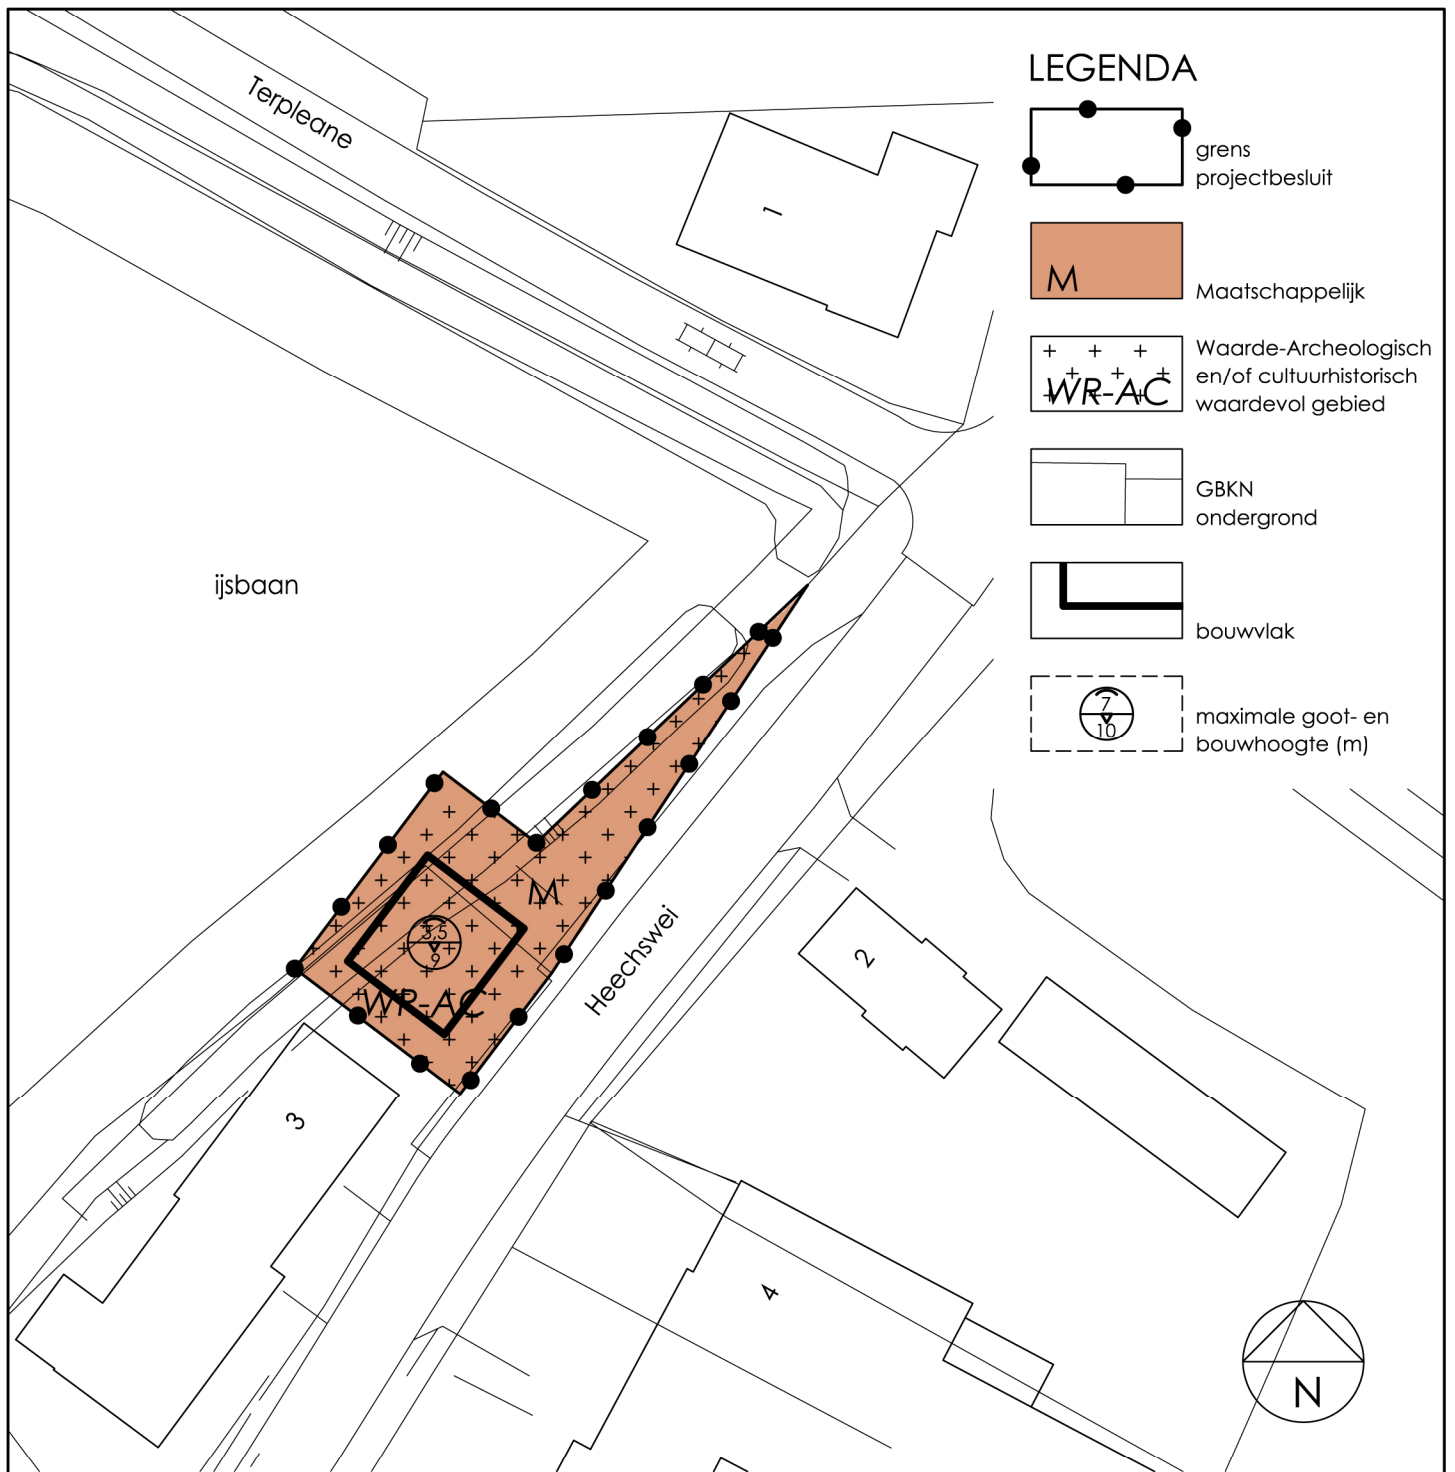 LEGENDA
grens
projectbesluit
M
Maatschappelijk
WR-AC
Waarde-Archeologisch
en/of cultuurhistorisch
waardevol gebied
GBKN
ondergrond
bouwvlak
7
10
maximale goot- en
bouwhoogte (m)
Terpleane
1
ijsbaan
M
3,5
9
WR-AC
Heechswei
2
3
4
N